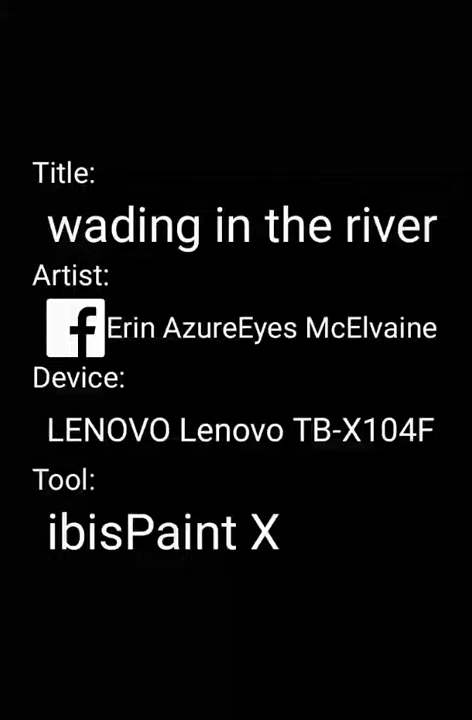 Title:
wading in the river
Artist:
Erin AzureEyes McElvaine
Device:
LENOVO Lenovo TB-X104F
Tool:
ibisPaint X